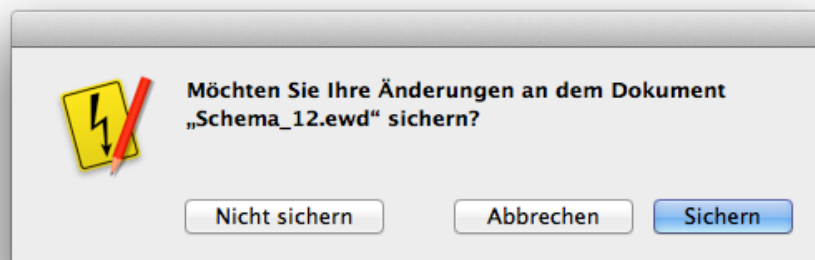 Möchten Sie Ihre Änderungen an dem Dokument
„Schema_12.ewd“ sichern?
Nicht sichern Abbrechen Sichern